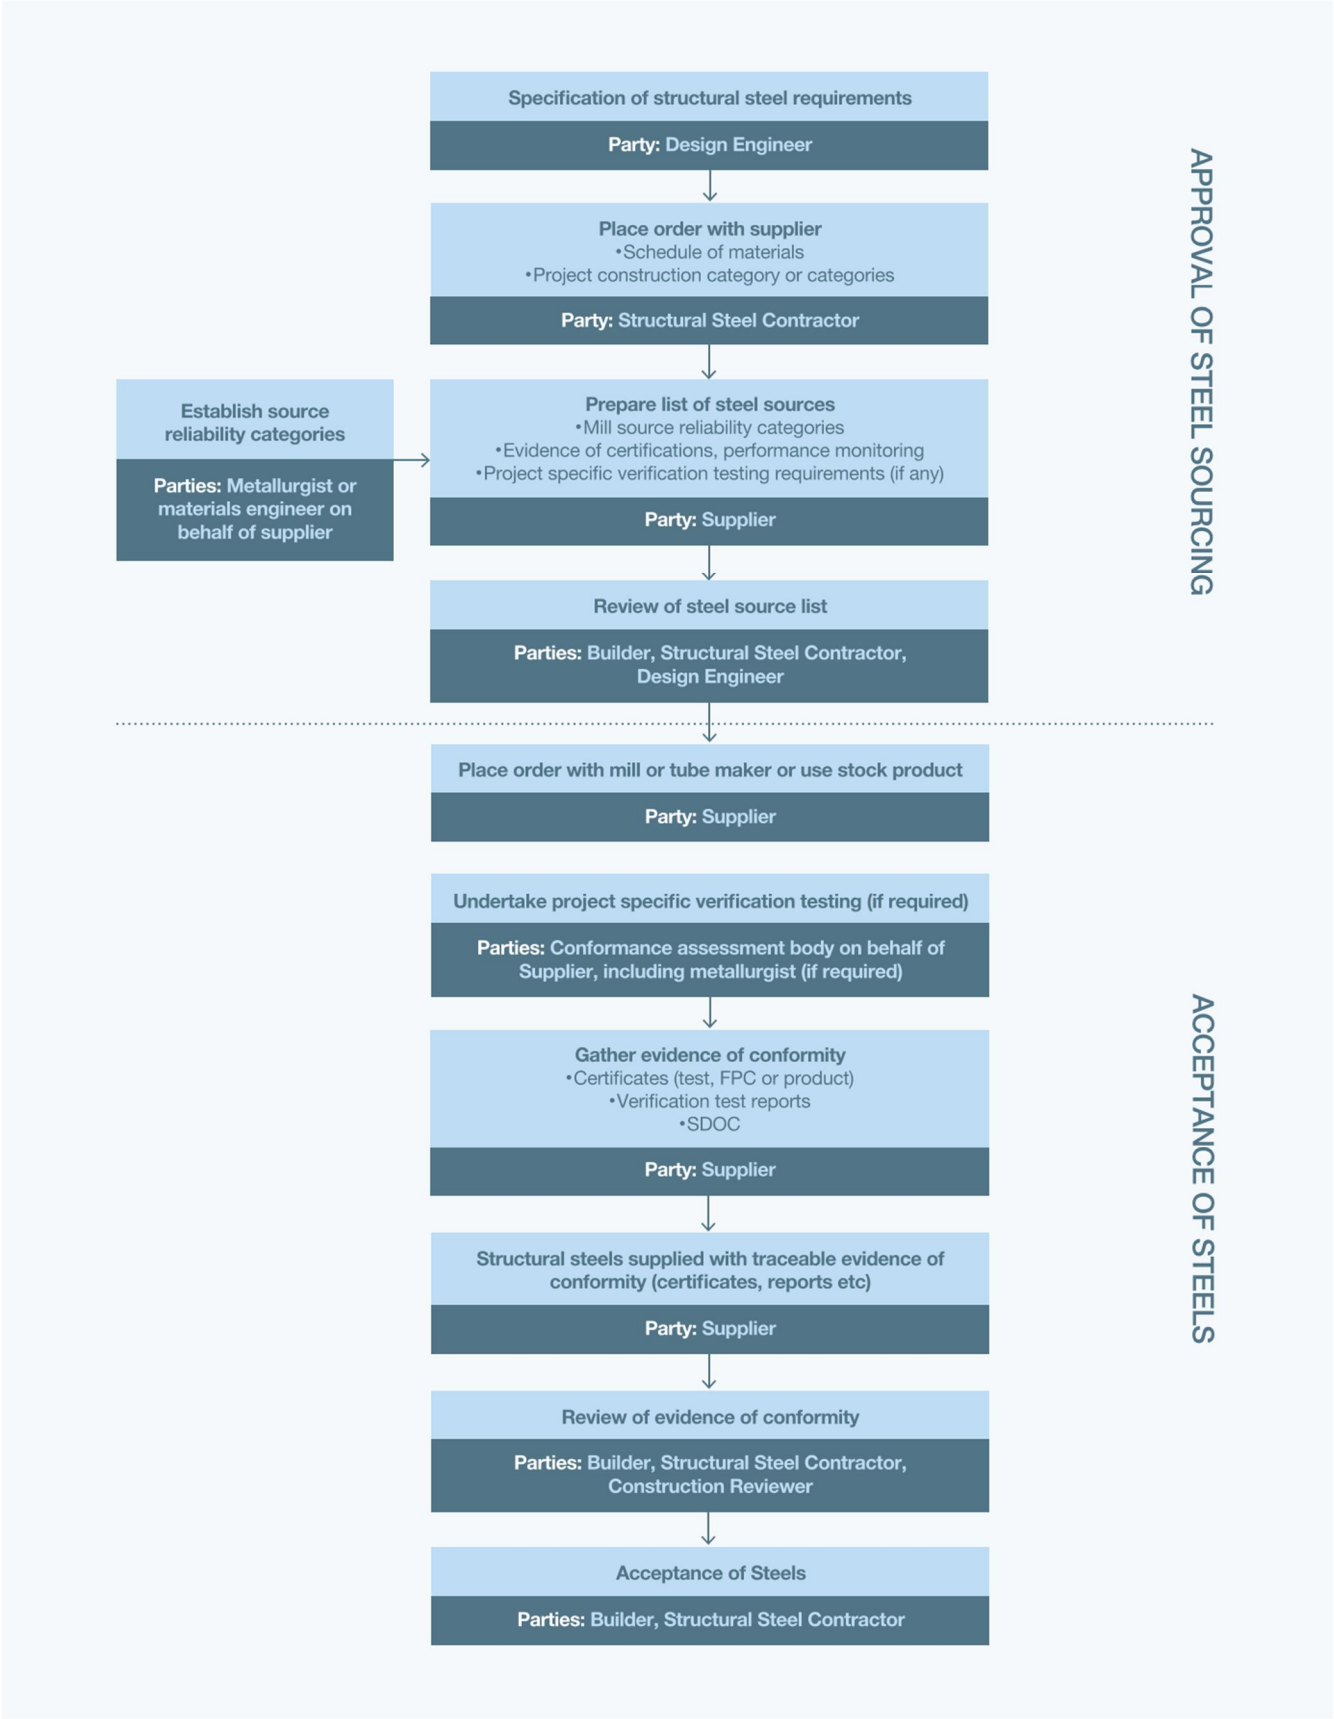 Specification of structural steel requirements
Party: Design Engineer
Place order with supplier
•Schedule of materials
•Project construction category or categories
Party: Structural Steel Contractor
Establish source
reliability categories
Parties: Metallurgist or
materials engineer on
behalf of supplier
Prepare list of steel sources
•Mill source reliability categories
•Evidence of certifications, performance monitoring
•Project specific verification testing requirements (if any)
Party: Supplier
Review of steel source list
Parties: Builder, Structural Steel Contractor,
Design Engineer
APPROVAL OF STEEL SOURCING
Place order with mill or tube maker or use stock product
Party: Supplier
Undertake project specific verification testing (if required)
Parties: Conformance assessment body on behalf of
Supplier, including metallurgist (if required)
Gather evidence of conformity
•Certificates (test, FPC or product)
•Verification test reports
•SDOC
Party: Supplier
Structural steels supplied with traceable evidence of
conformity (certificates, reports etc)
Party: Supplier
Review of evidence of conformity
Parties: Builder, Structural Steel Contractor,
Construction Reviewer
Acceptance of Steels
Parties: Builder, Structural Steel Contractor
ACCEPTANCE OF STEELS